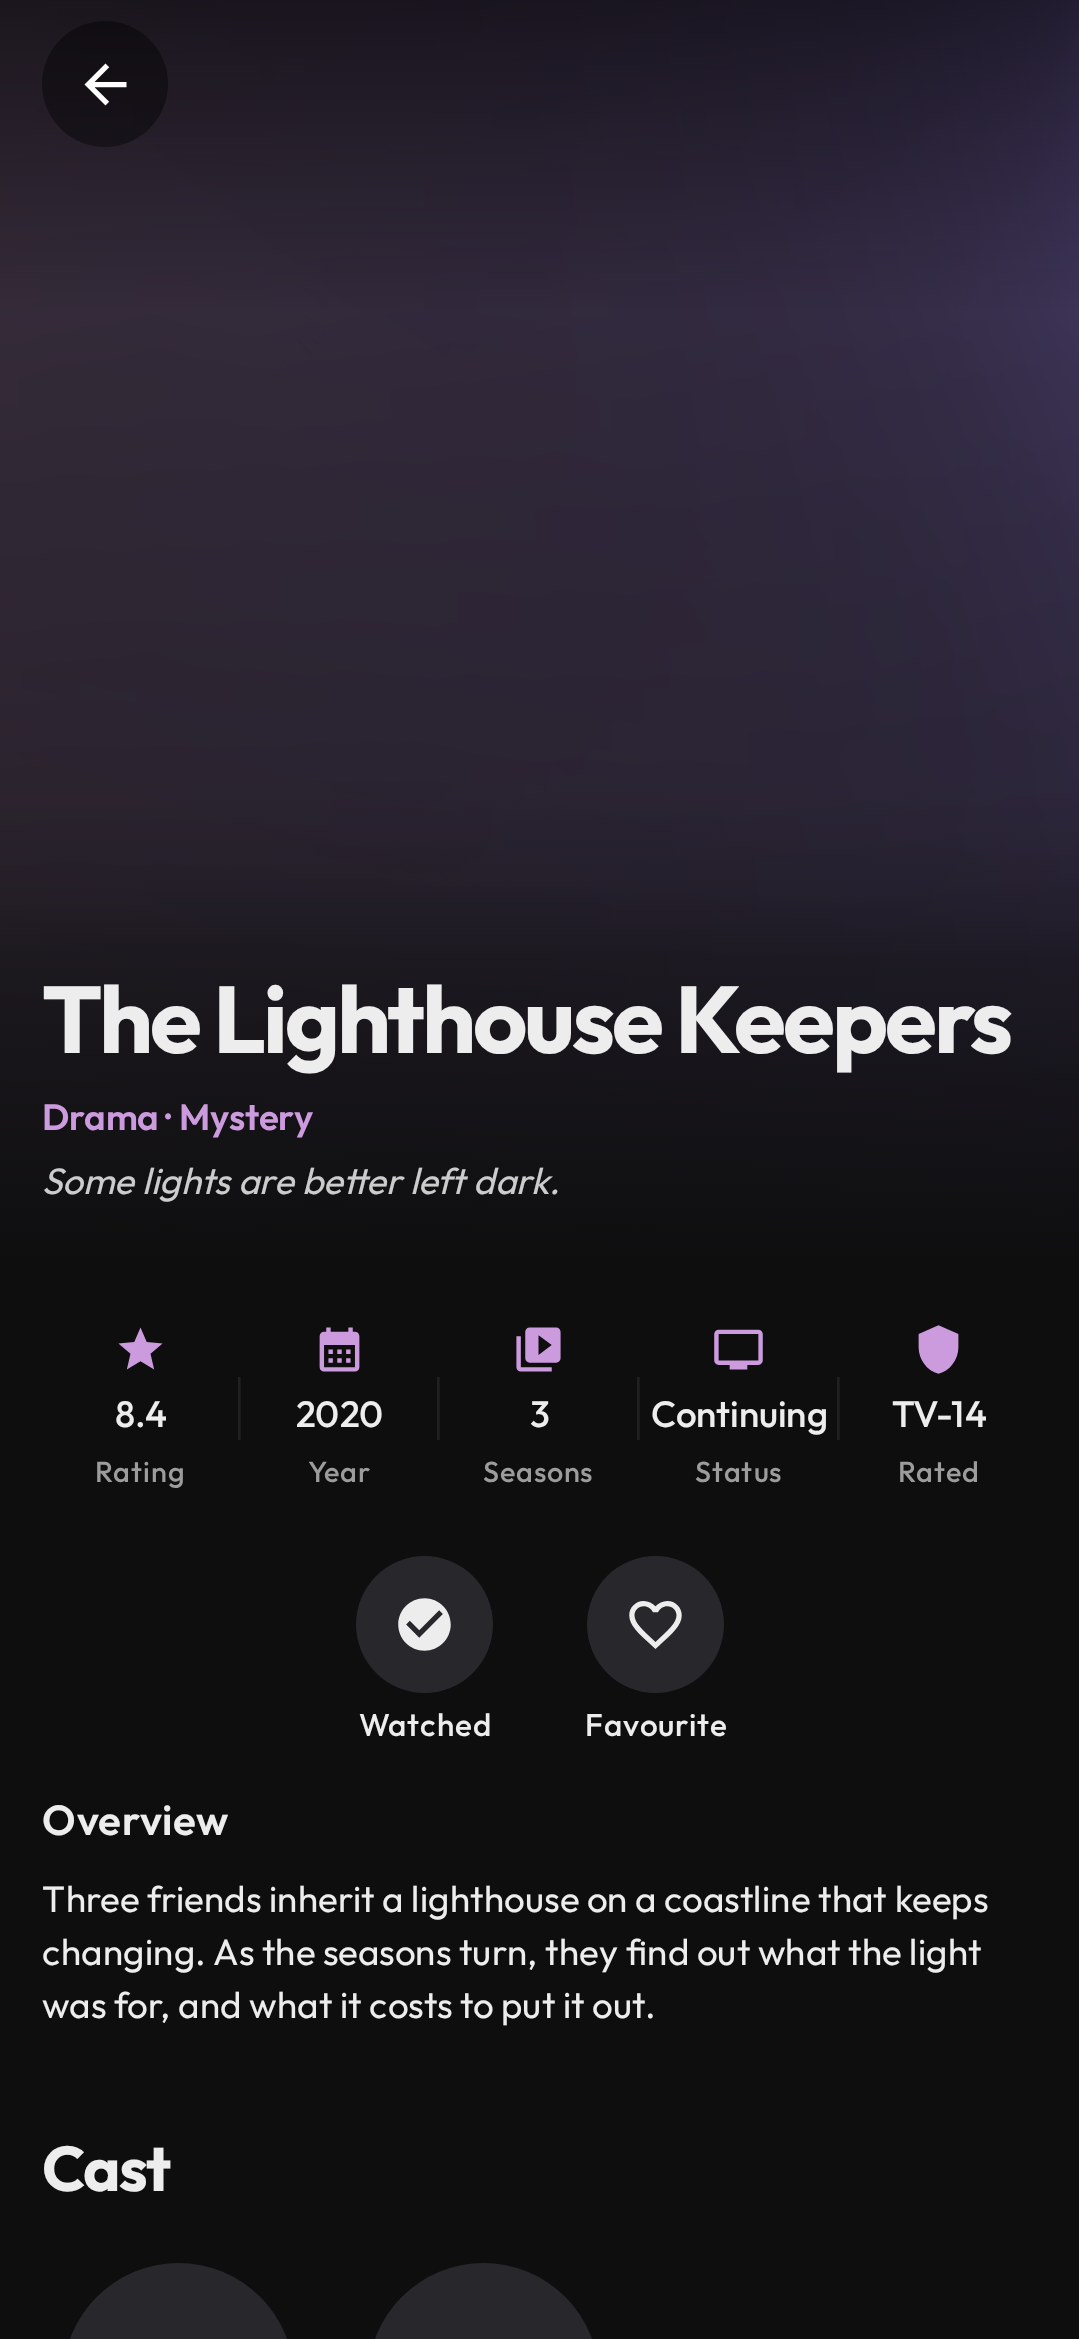 The Lighthouse Keepers
Drama · Mystery
Some lights are better left dark.
8.4
Rating
2020
Year
3
Seasons
Continuing
Status
TV-14
Rated
Watched
Favourite
Overview
Three friends inherit a lighthouse on a coastline that keeps
changing. As the seasons turn, they find out what the light
was for, and what it costs to put it out.
Cast